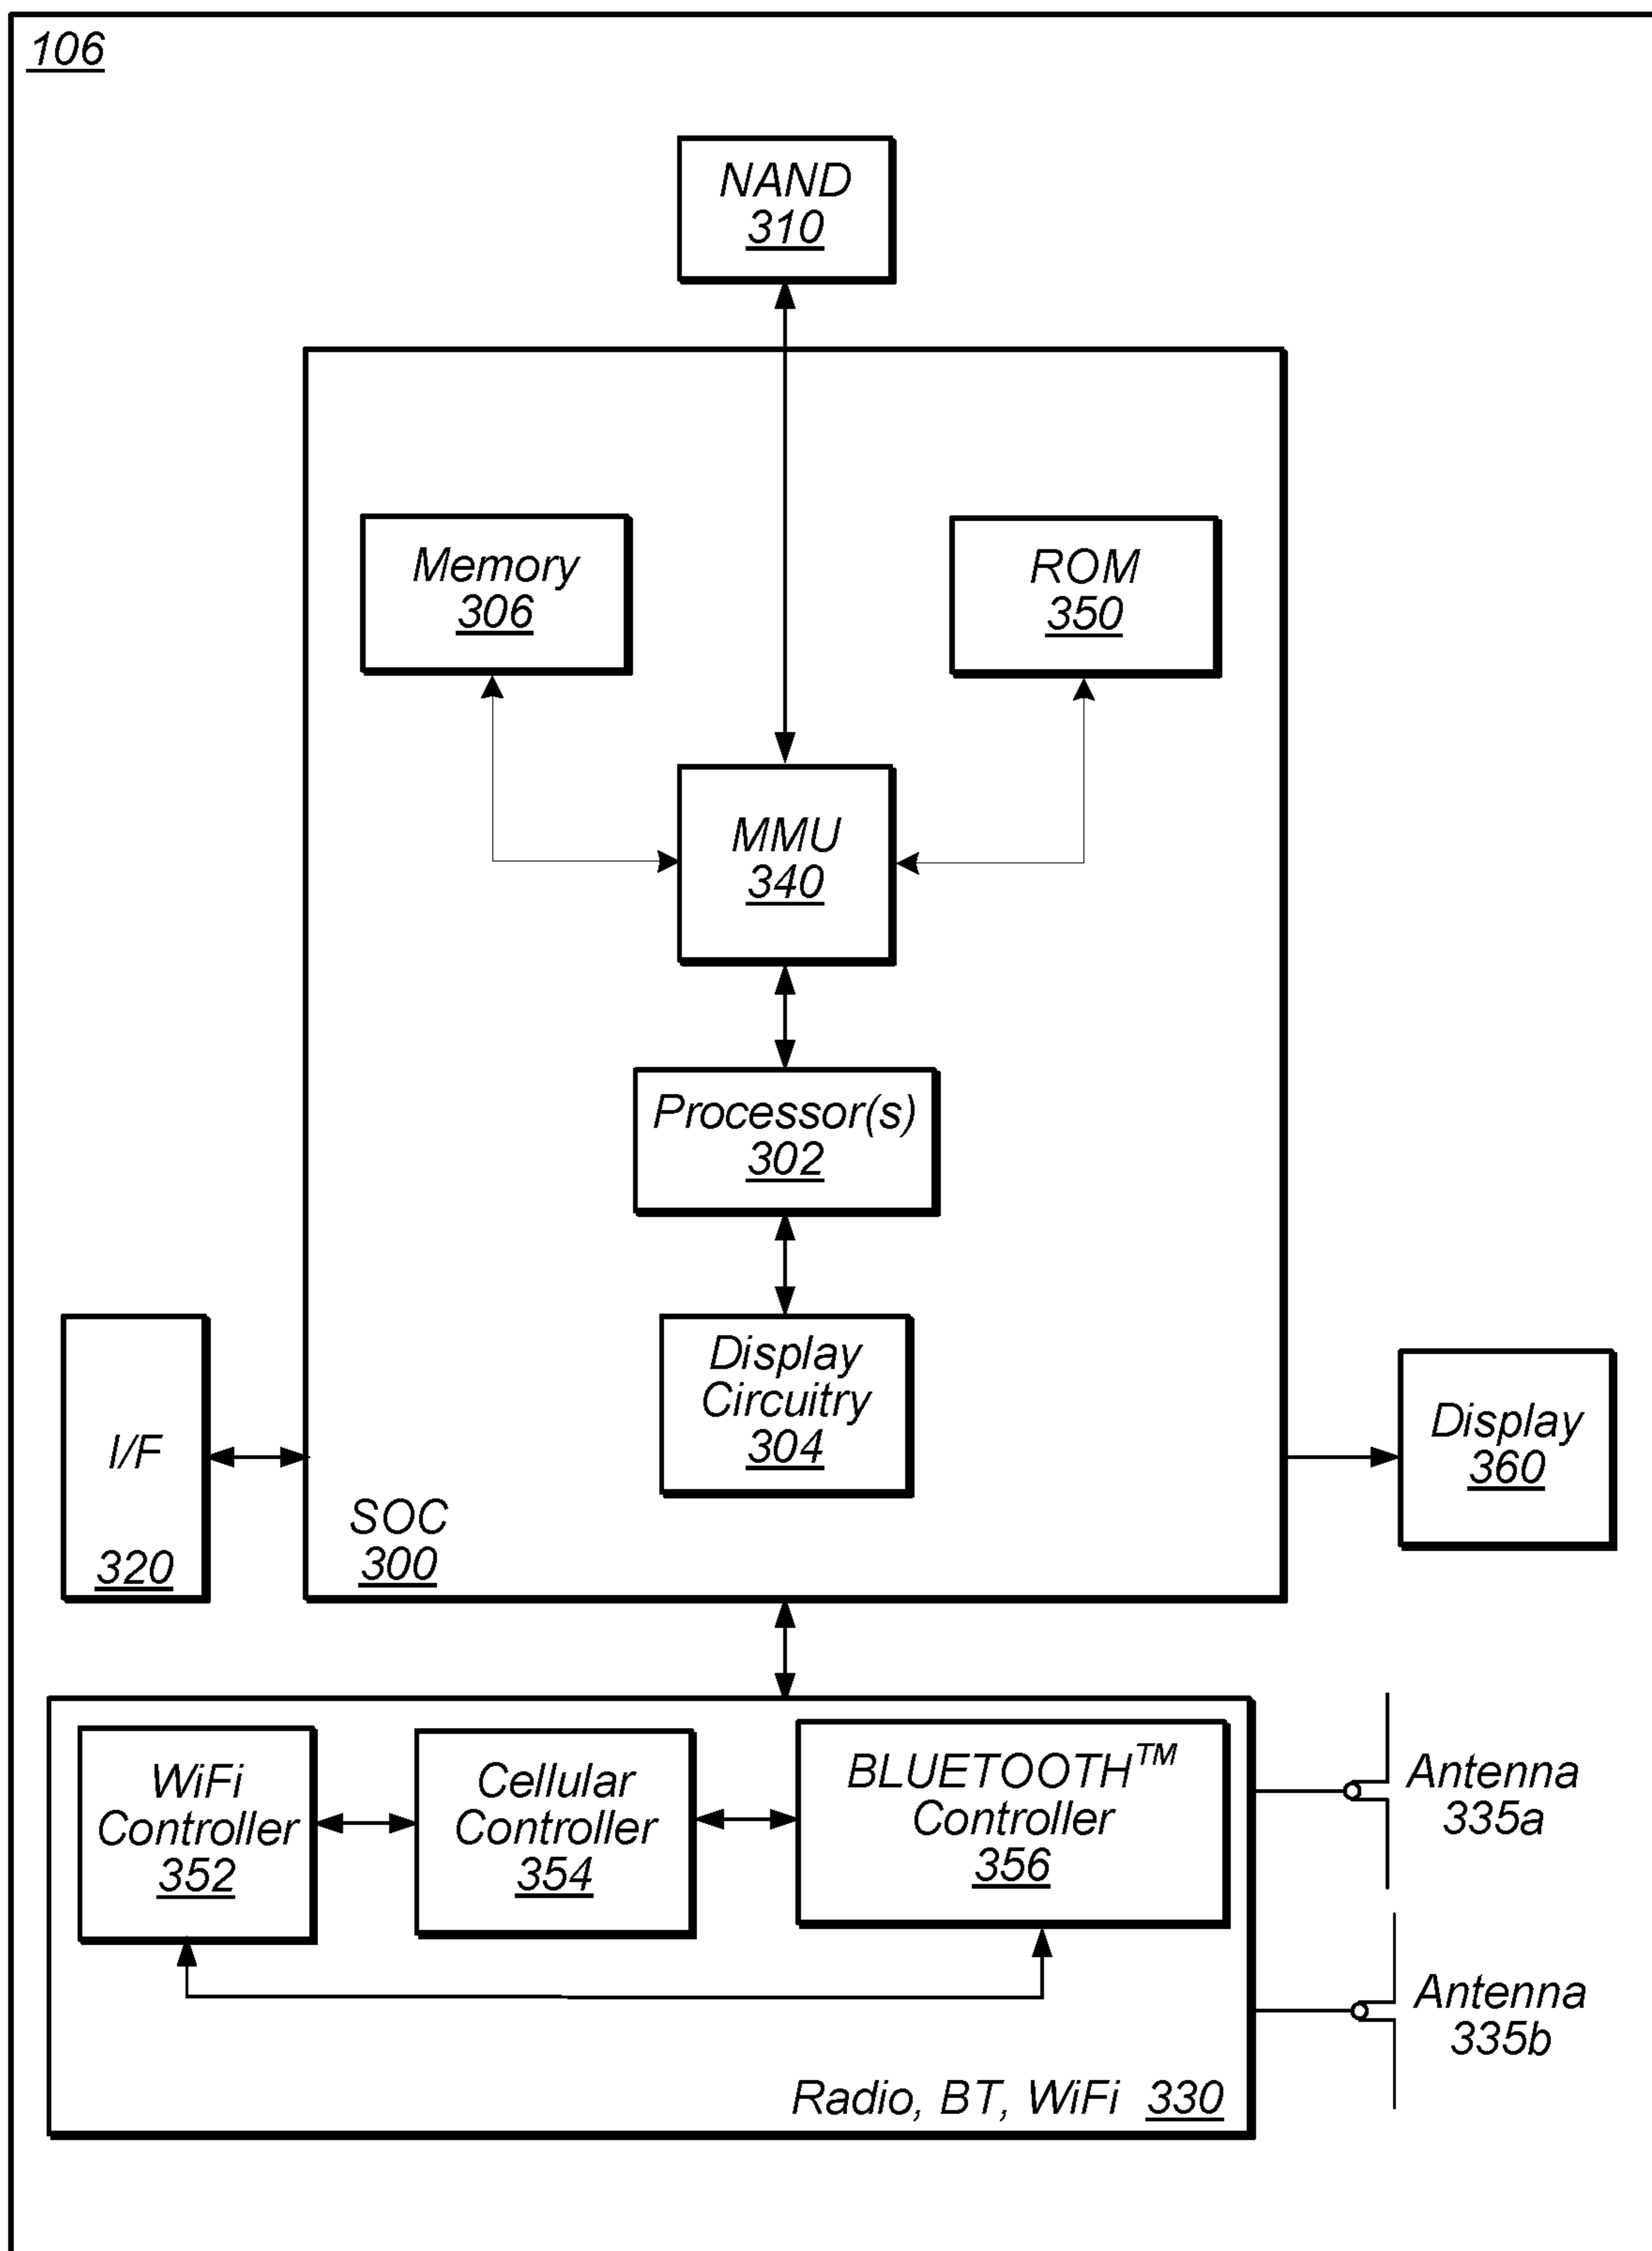 106
NAND
310
Memory
306
ROM
350
MMU
340
Processor(s)
302
Display
Circuitry
304
I/F
320
SOC
300
Display
360
WiFi
Controller
352
Cellular
Controller
354
BLUETOOTH™
Controller
356
Antenna
335a
Antenna
335b
Radio, BT, WiFi 330